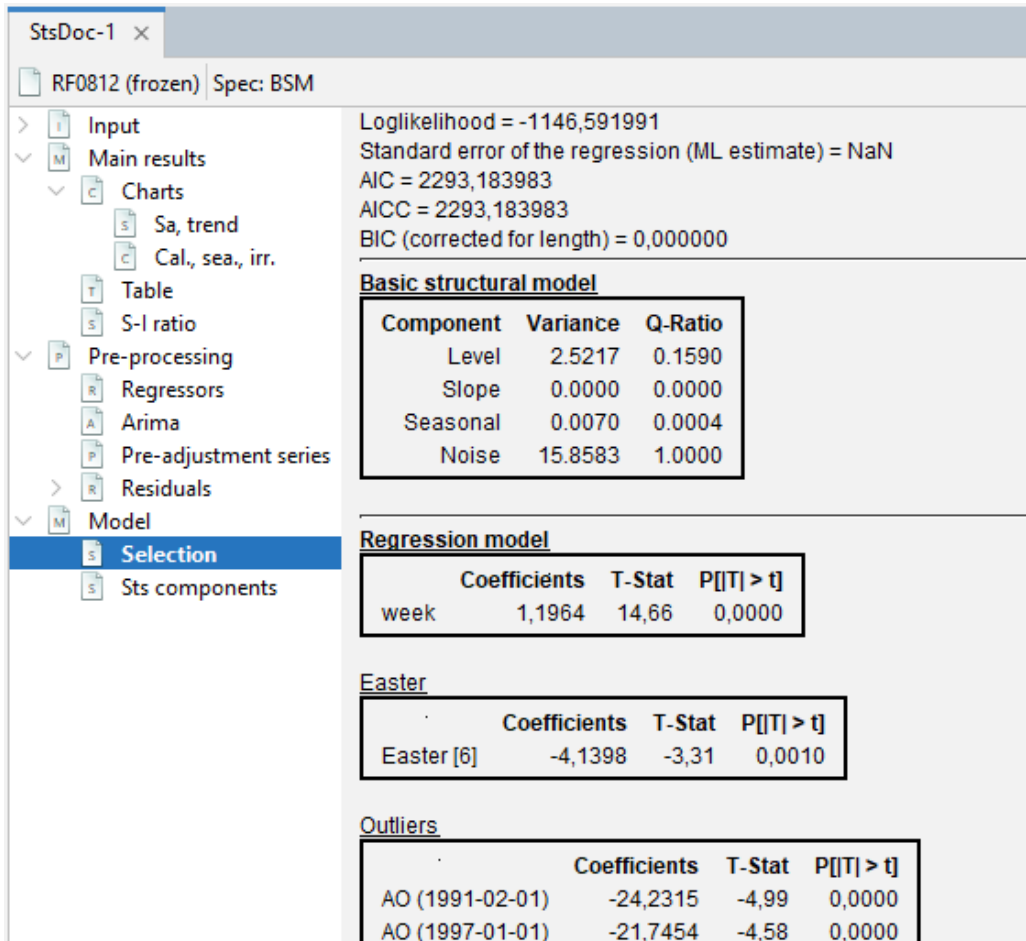 StsDoc-1 ×
RF0812 (frozen) Spec: BSM
Input
Main results
Charts
Sa, trend
Cal., sea., irr.
Table
S-I ratio
Pre-processing
Regressors
Arima
Pre-adjustment series
Residuals
Model
Selection
Sts components
Loglikelihood = -1146,591991
Standard error of the regression (ML estimate) = NaN
AIC = 2293,183983
AICC = 2293,183983
BIC (corrected for length) = 0,000000
Basic structural model
Component Variance Q-Ratio
Level 2.5217 0.1590
Slope 0.0000 0.0000
Seasonal 0.0070 0.0004
Noise 15.8583 1.0000
Regression model
Coefficients T-Stat P[|T| > t]
week 1,1964 14,66 0,0000
Easter
Coefficients T-Stat P[|T| > t]
Easter [6] -4,1398 -3,31 0,0010
Outliers
Coefficients T-Stat P[|T| > t]
AO (1991-02-01) -24,2315 -4,99 0,0000
AO (1997-01-01) -21,7454 -4,58 0,0000